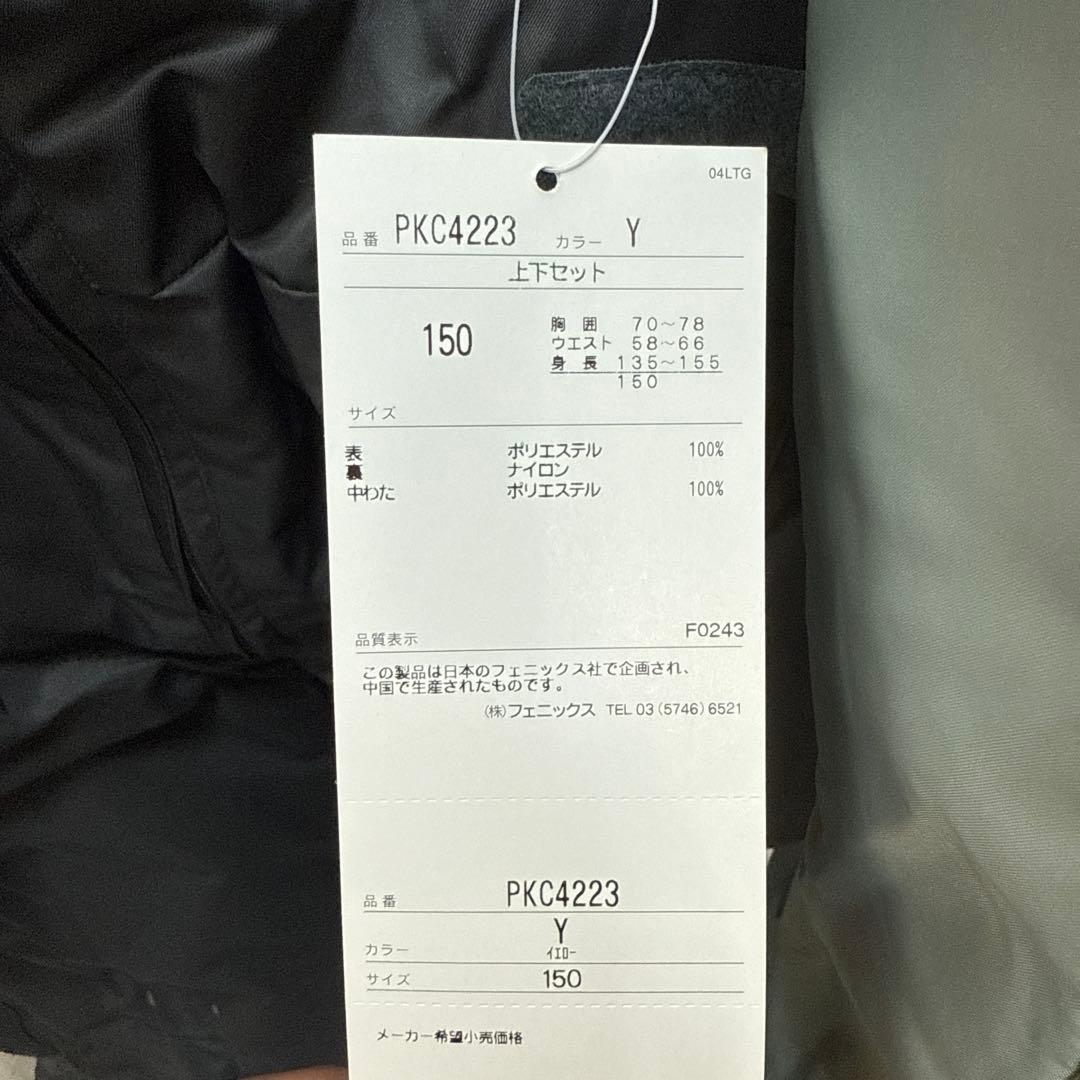 04LTG
品番 PKC4223 カラー Y
上下セット
150
胸囲 70～78
ウエスト 58～66
身長 135～155
150
サイズ
表 ポリエステル 100%
裏 ナイロン
中わた ポリエステル 100%
品質表示 F0243
この製品は日本のフェニックス社で企画され、
中国で生産されたものです。
(株)フェニックス TEL 03(5746)6521
品番 PKC4223
カラー Y
イエロー
サイズ 150
メーカー希望小売価格